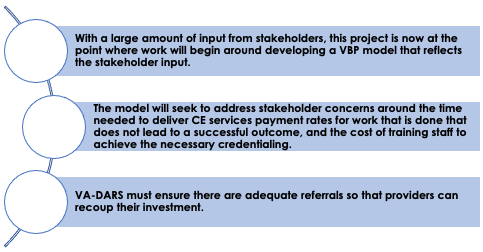 With a large amount of input from stakeholders, this project is now at the
point where work will begin around developing a VBP model that reflects
the stakeholder input.
The model will seek to address stakeholder concerns around the time
needed to deliver CE services payment rates for work that is done that
does not lead to a successful outcome, and the cost of training staff to
achieve the necessary credentialing.
VA-DARS must ensure there are adequate referrals so that providers can
recoup their investment.